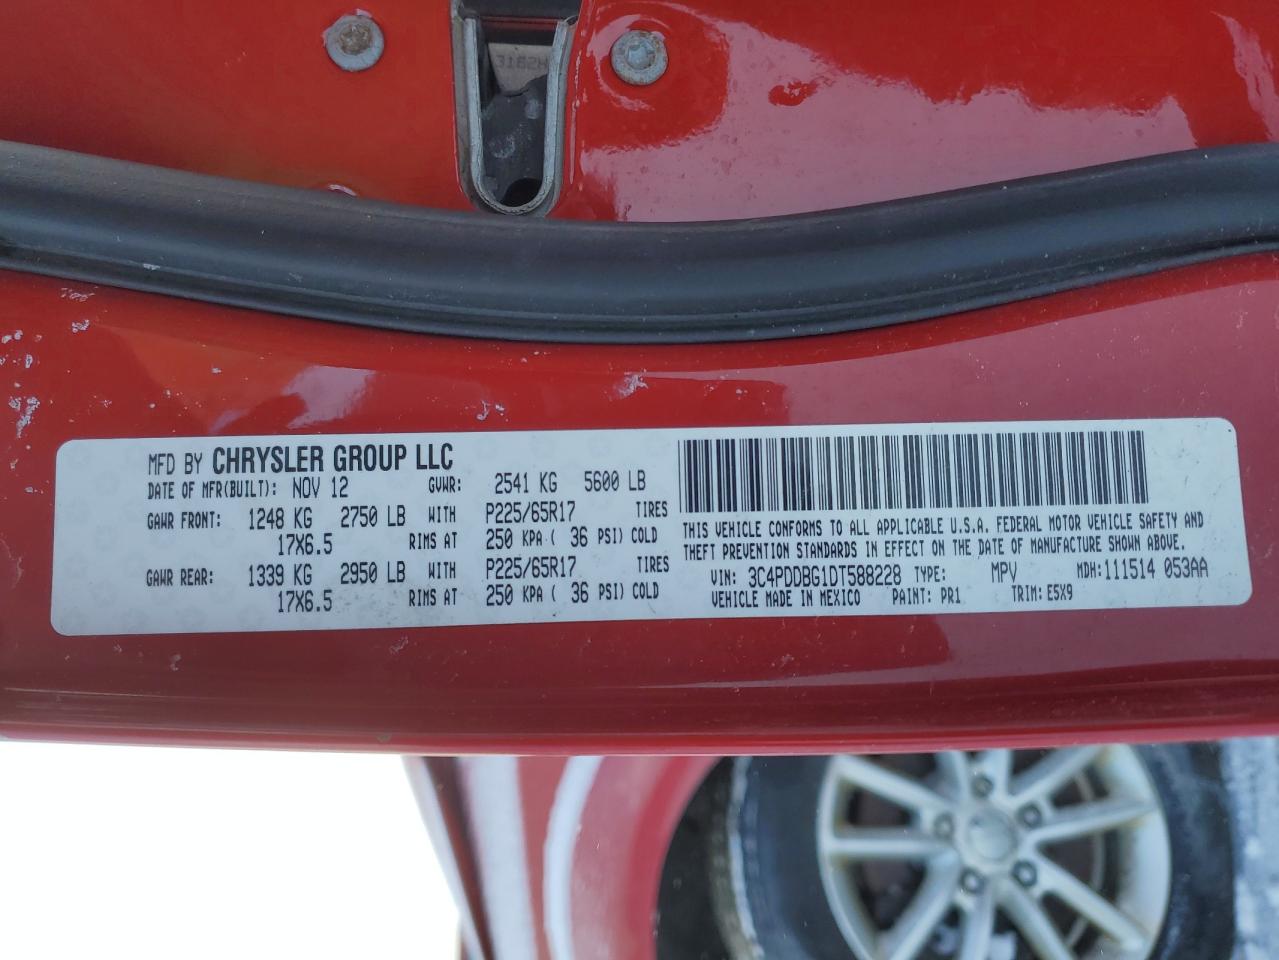 3182H
MFD BY CHRYSLER GROUP LLC
DATE OF MFR(BUILT): NOV 12 GVWR: 2541 KG 5600 LB
GAWR FRONT: 1248 KG 2750 LB WITH P225/65R17 TIRES
17X6.5 RIMS AT 250 KPA ( 36 PSI) COLD
GAWR REAR: 1339 KG 2950 LB WITH P225/65R17 TIRES
17X6.5 RIMS AT 250 KPA ( 36 PSI) COLD
THIS VEHICLE CONFORMS TO ALL APPLICABLE U.S.A. FEDERAL MOTOR VEHICLE SAFETY AND
THEFT PREVENTION STANDARDS IN EFFECT ON THE DATE OF MANUFACTURE SHOWN ABOVE.
VIN: 3C4PDDBG1DT588228 TYPE: MPV MDH: 111514 053AA
VEHICLE MADE IN MEXICO PAINT: PR1 TRIM: E5X9